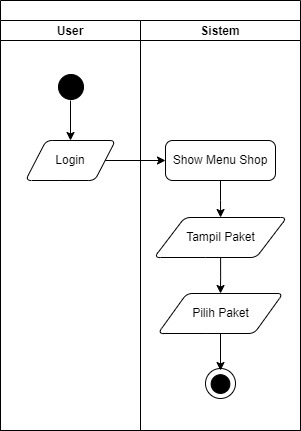 User
Sistem
Login
Show Menu Shop
Tampil Paket
Pilih Paket